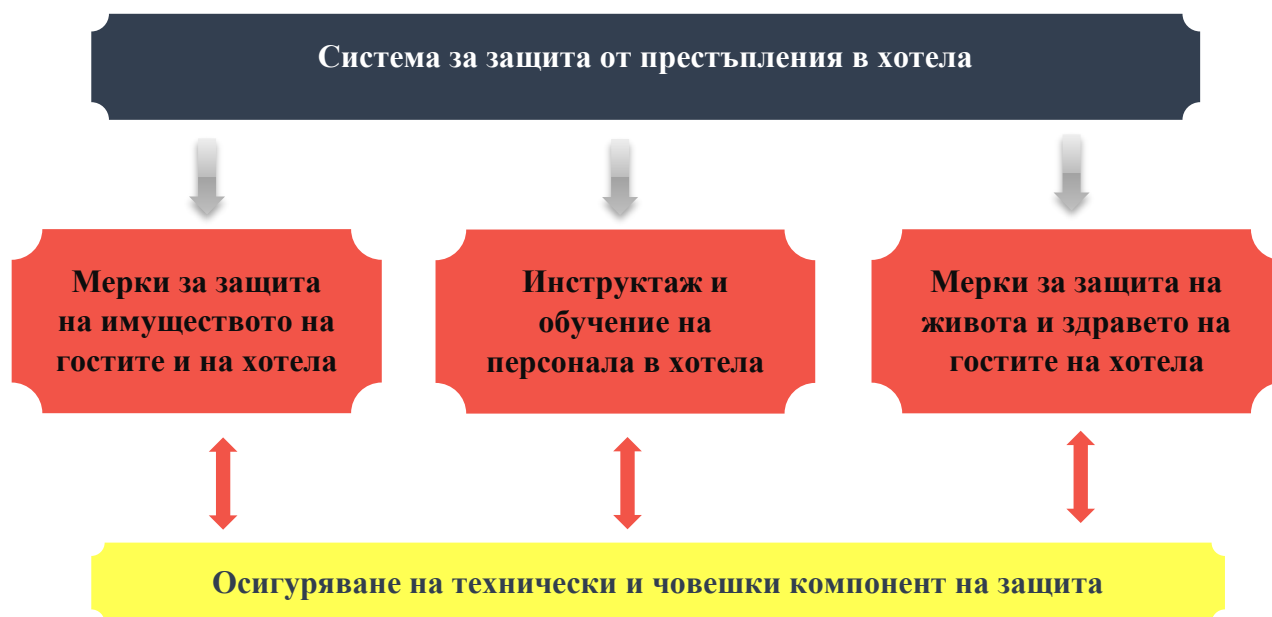 Система за защита от престъпления в хотела
Мерки за защита
на имуществото на
гостите и на хотела
Инструктаж и
обучение на
персонала в хотела
Мерки за защита на
живота и здравето на
гостите на хотела
Осигуряване на технически и човешки компонент на защита